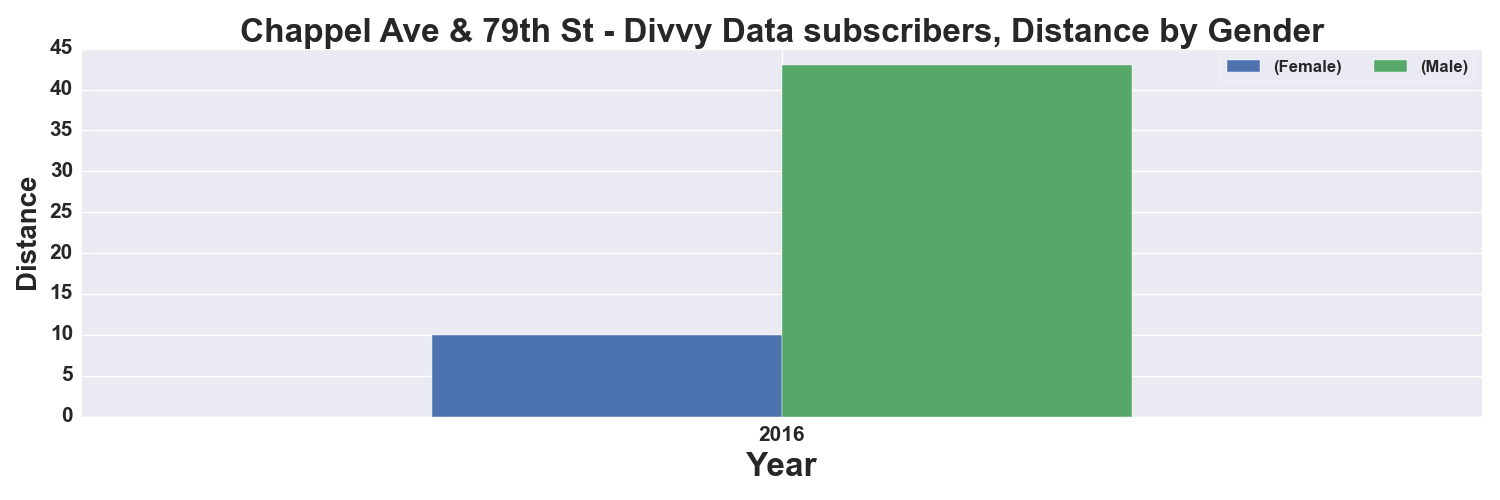 Chappel Ave & 79th St - Divvy Data subscribers, Distance by Gender
(Female) (Male)
45
40
35
30
25
20
15
10
5
0
Distance
2016
Year